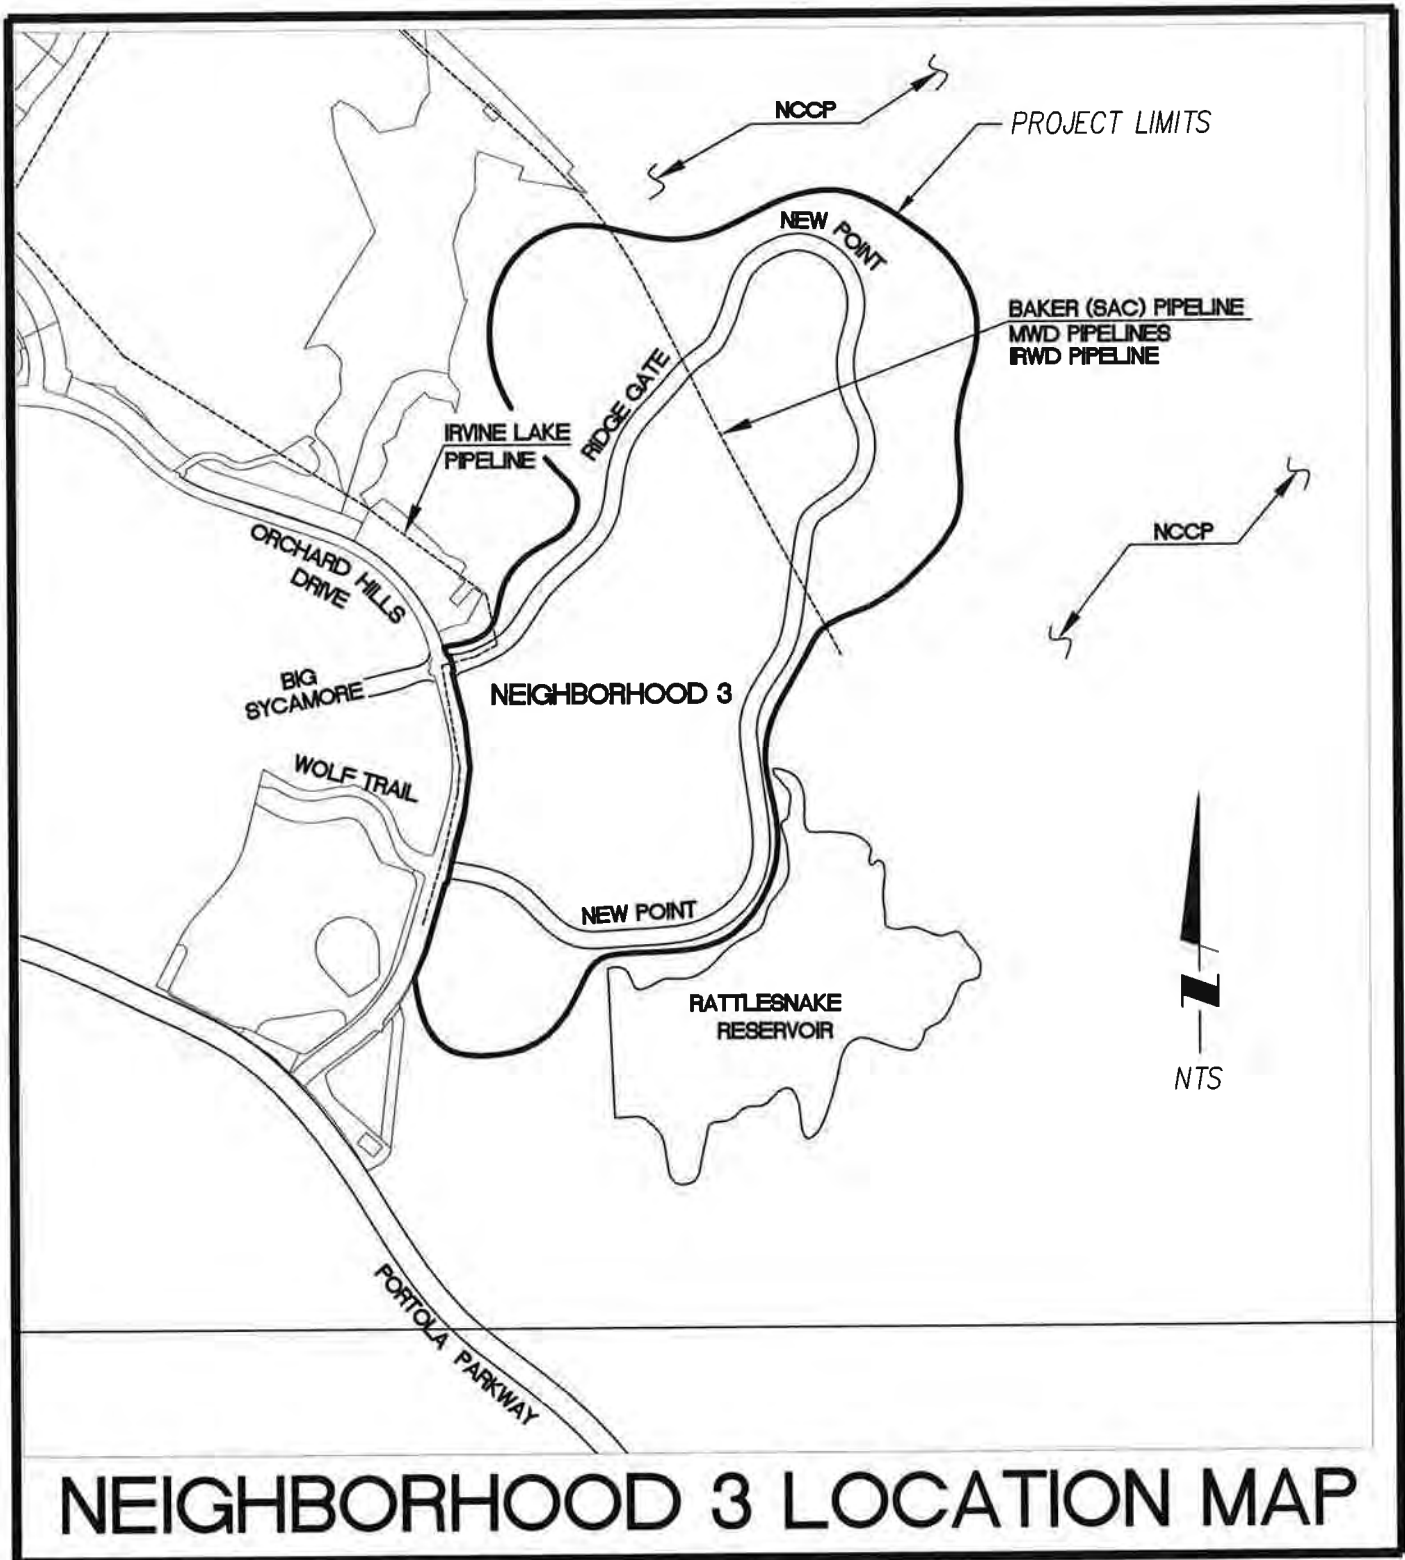 NCCP
PROJECT LIMITS
NEW POINT
BAKER (SAC) PIPELINE
MWD PIPELINES
IRWD PIPELINE
RIDGE GATE
IRVINE LAKE
PIPELINE
ORCHARD HILLS
DRIVE
NCCP
BIG
SYCAMORE
NEIGHBORHOOD 3
WOLF TRAIL
NEW POINT
RATTLESNAKE
RESERVOIR
Z
NTS
PORTOLA PARKWAY
NEIGHBORHOOD 3 LOCATION MAP